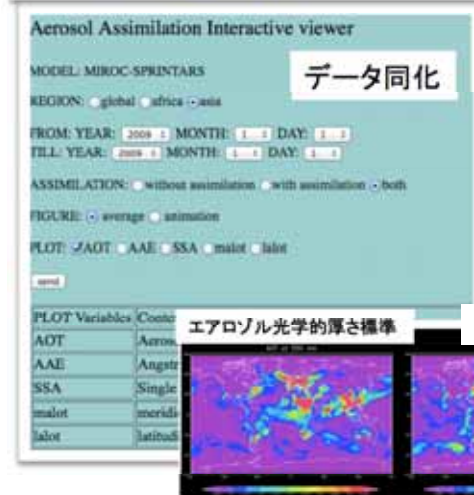 Aerosol Assimilation Interactive viewer
データ同化
MODEL: MIROC-SPRINTARS
REGION: global africa asia
FROM: YEAR: 2009 MONTH: 1 DAY: 1
TILL: YEAR: 2009 MONTH: 1 DAY: 1
ASSIMILATION: without assimilation with assimilation both
FIGURE: average animation
PLOT: AOT AAE SSA malot lalot
send
PLOT Variables
AOT
AAE
SSA Single
malot
lalot
エアロゾル光学的厚さ標準